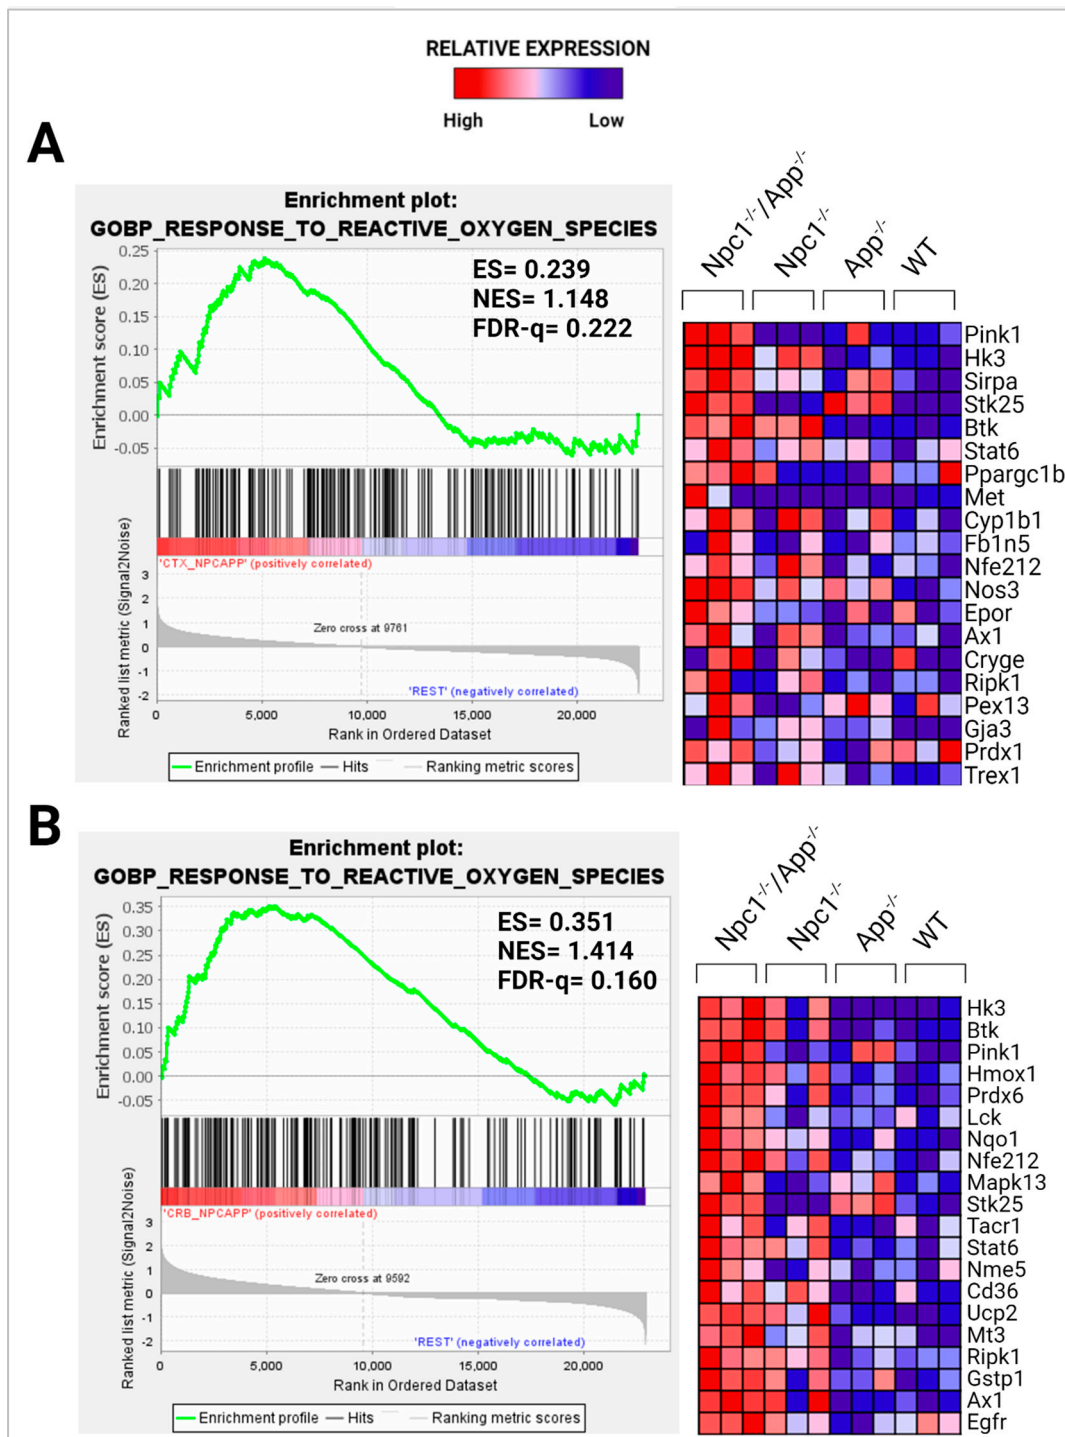 RELATIVE EXPRESSION
High Low
A
Enrichment plot:
GOBP_RESPONSE_TO_REACTIVE_OXYGEN_SPECIES
Enrichment score (ES)
0.25
0.20
0.15
0.10
0.05
0.00
-0.05
ES= 0.239
NES= 1.148
FDR-q= 0.222
'CTX_NPCAPP' (positively correlated)
Ranked list metric (Signal2Noise)
3
2
1
0
-1
-2
Zero cross at 9761
'REST' (negatively correlated)
0 5,000 10,000 15,000 20,000
Rank in Ordered Dataset
Enrichment profile Hits Ranking metric scores
Npc1-/-/App-/- Npc1-/- App-/- WT
Pink1
Hk3
Sirpa
Stk25
Btk
Stat6
Ppargc1b
Met
Cyp1b1
Fb1n5
Nfe212
Nos3
Epor
Ax1
Cryge
Ripk1
Pex13
Gja3
Prdx1
Trex1
B
Enrichment plot:
GOBP_RESPONSE_TO_REACTIVE_OXYGEN_SPECIES
Enrichment score (ES)
0.35
0.30
0.25
0.20
0.15
0.10
0.05
0.00
-0.05
ES= 0.351
NES= 1.414
FDR-q= 0.160
'CRB_NPCAPP' (positively correlated)
Ranked list metric (Signal2Noise)
3
2
1
0
-1
-2
Zero cross at 9592
'REST' (negatively correlated)
0 5,000 10,000 15,000 20,000
Rank in Ordered Dataset
Enrichment profile Hits Ranking metric scores
Npc1-/-/App-/- Npc1-/- App-/- WT
Hk3
Btk
Pink1
Hmox1
Prdx6
Lck
Nqo1
Nfe212
Mapk13
Stk25
Tacr1
Stat6
Nme5
Cd36
Ucp2
Mt3
Ripk1
Gstp1
Ax1
Egfr